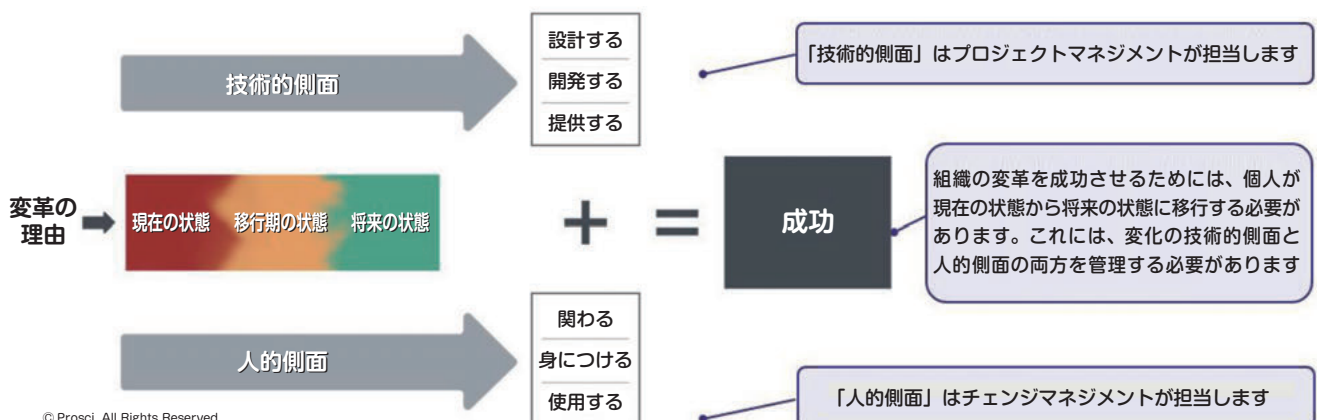 設計する
開発する
提供する
技術的側面
「技術的側面」はプロジェクトマネジメントが担当します
変革の
理由
現在の状態
移行期の状態
将来の状態
+
=
成功
組織の変革を成功させるためには、個人が
現在の状態から将来の状態に移行する必要が
あります。これには、変化の技術的側面と
人的側面の両方を管理する必要があります
人的側面
関わる
身につける
使用する
「人的側面」はチェンジマネジメントが担当します
© Prosci. All Rights Reserved